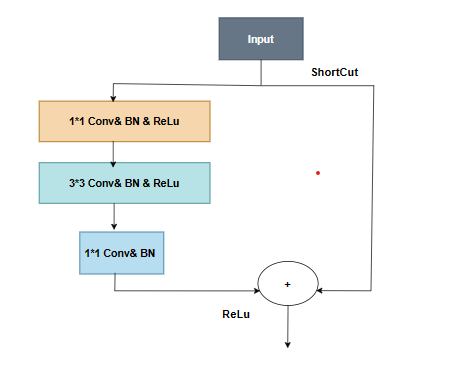 Input
ShortCut
1*1 Conv& BN & ReLu
3*3 Conv& BN & ReLu
1*1 Conv& BN
+
ReLu